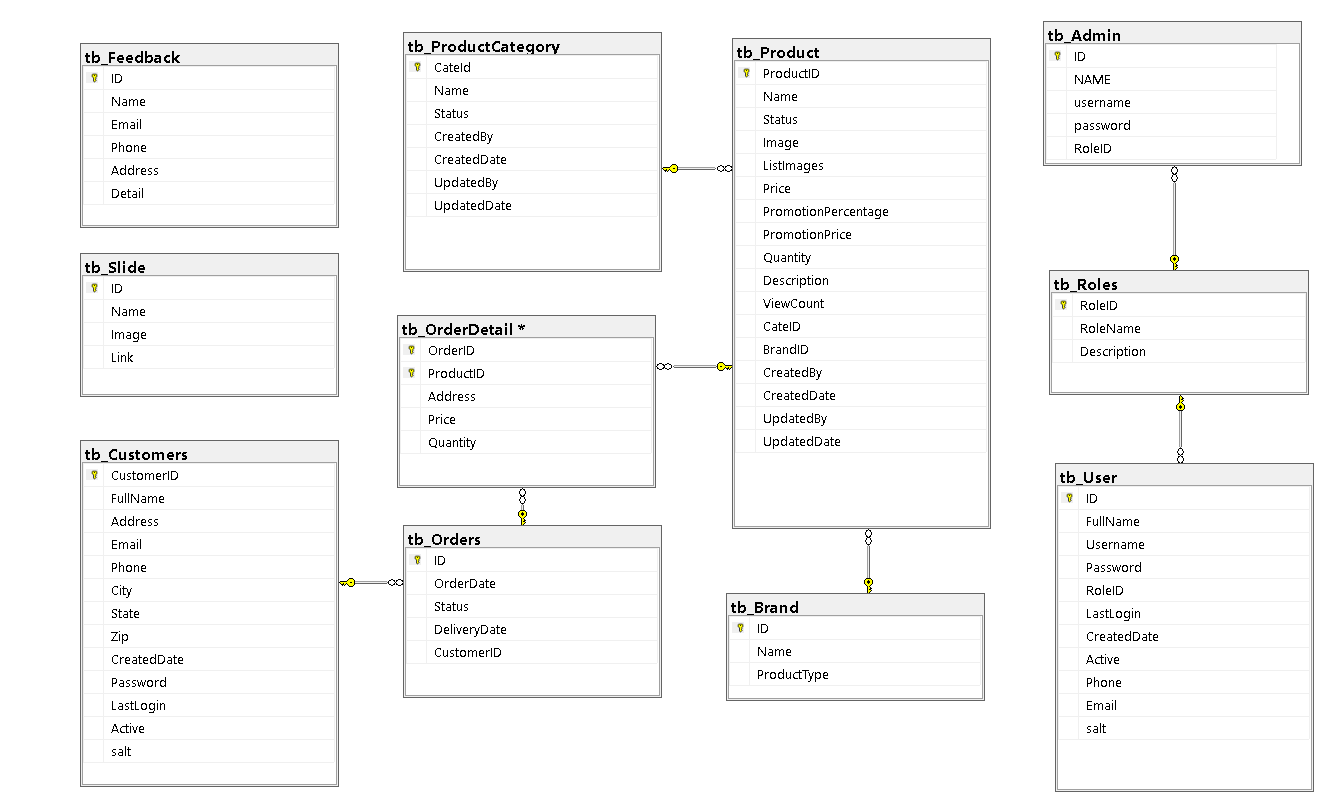 tb_Feedback
ID
Name
Email
Phone
Address
Detail
tb_Slide
ID
Name
Image
Link
tb_Customers
CustomerID
FullName
Address
Email
Phone
City
State
Zip
CreatedDate
Password
LastLogin
Active
salt
tb_ProductCategory
CateId
Name
Status
CreatedBy
CreatedDate
UpdatedBy
UpdatedDate
tb_OrderDetail *
OrderID
ProductID
Address
Price
Quantity
tb_Orders
ID
OrderDate
Status
DeliveryDate
CustomerID
tb_Product
ProductID
Name
Status
Image
ListImages
Price
PromotionPercentage
PromotionPrice
Quantity
Description
ViewCount
CateID
BrandID
CreatedBy
CreatedDate
UpdatedBy
UpdatedDate
tb_Brand
ID
Name
ProductType
tb_Admin
ID
NAME
username
password
RoleID
tb_Roles
RoleID
RoleName
Description
tb_User
ID
FullName
Username
Password
RoleID
LastLogin
CreatedDate
Active
Phone
Email
salt